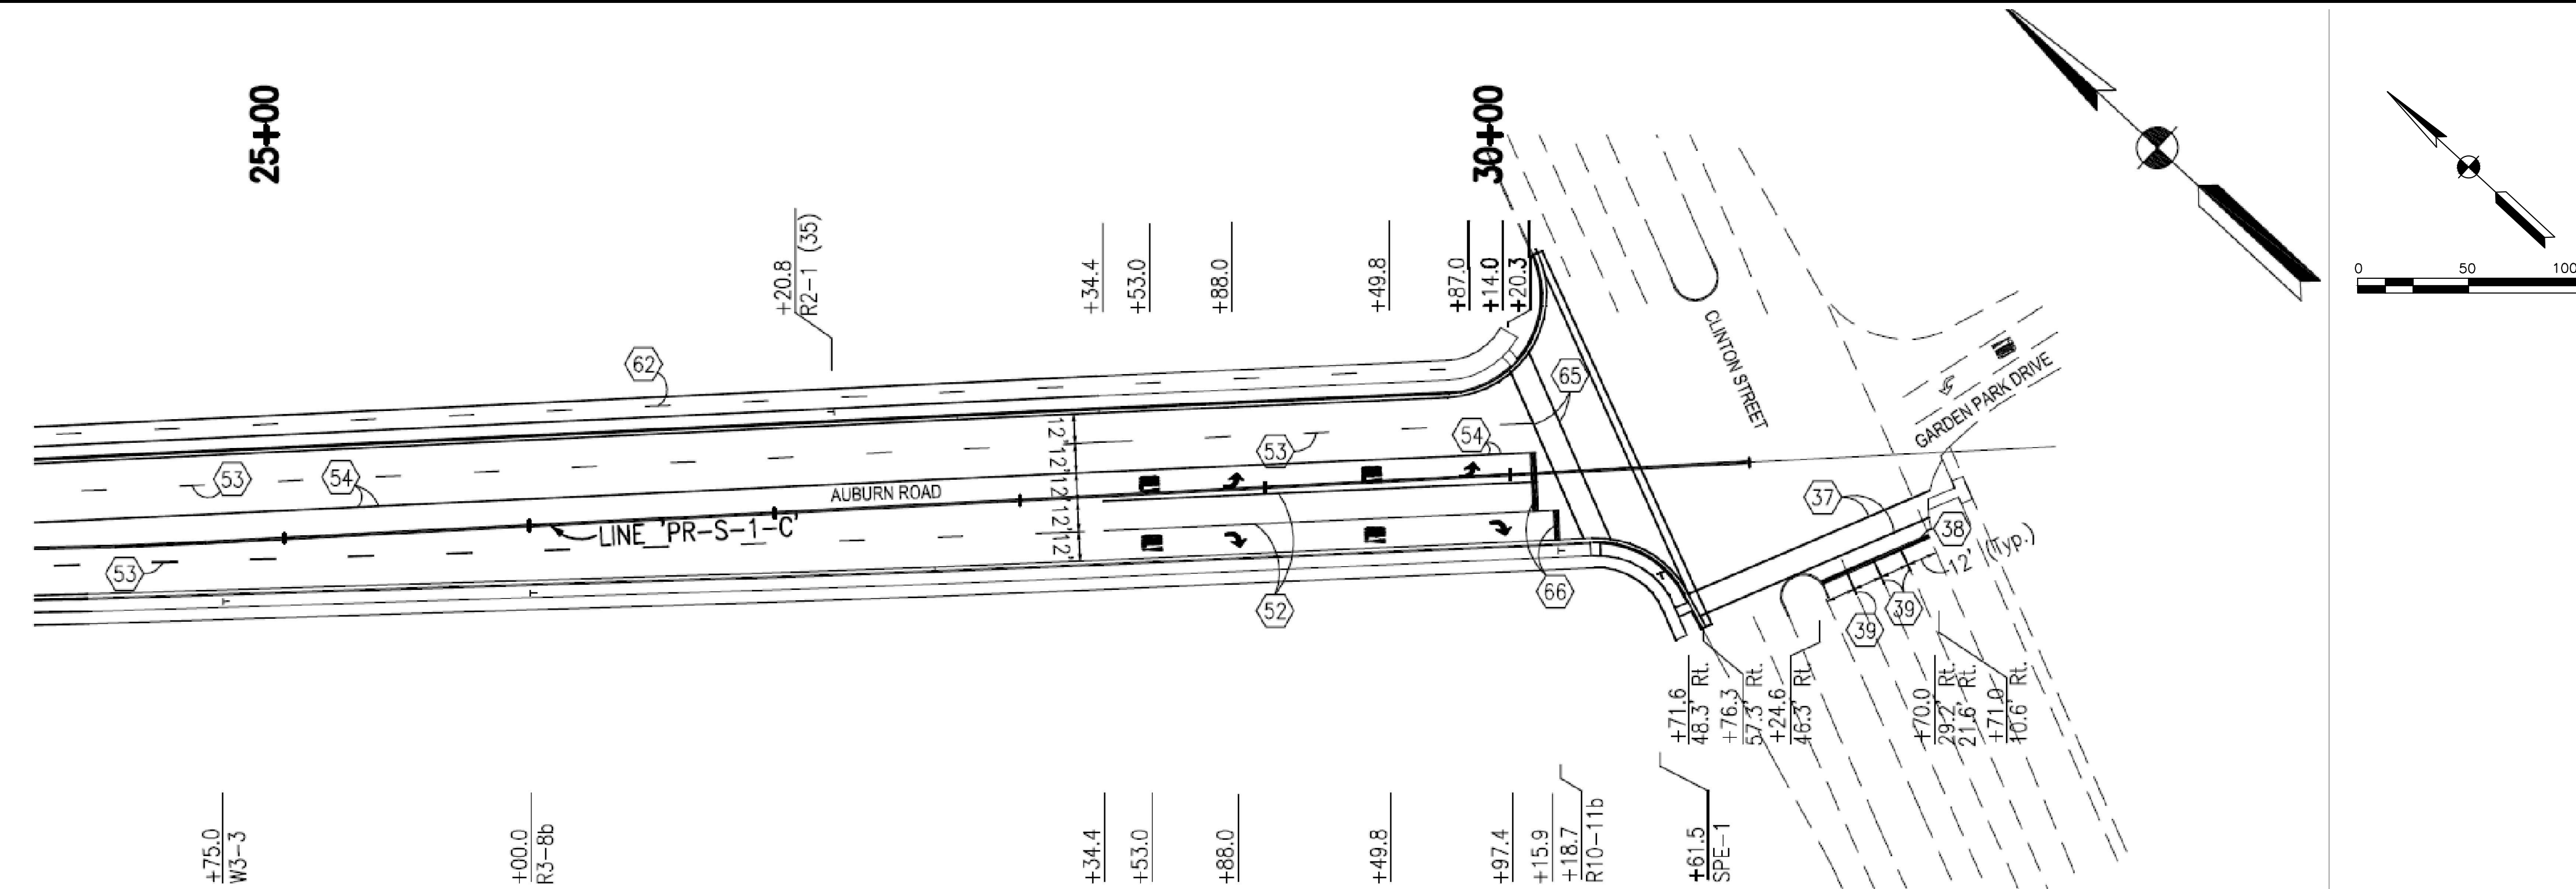 25+00
30+00
+20.8
R2-1 (35)
+34.4
+53.0
+88.0
+49.8
+87.0
+14.0
+20.3
0 50 100
62
65
CLINTON STREET
GARDEN PARK DRIVE
12'
12'
12'
12'
12'
53
54
53
54
AUBURN ROAD
LINE 'PR-S-1-C'
53
52
66
37
38
39
39
12' (Typ.)
+71.6
48.3' Rt.
+76.3
57.3' Rt.
+24.6
46.3' Rt.
+70.0
29.2' Rt.
21.6' Rt.
+71.0
10.6' Rt.
+75.0
W3-3
+00.0
R3-8b
+34.4
+53.0
+88.0
+49.8
+97.4
+15.9
+18.7
R10-11b
+61.5
SPE-1